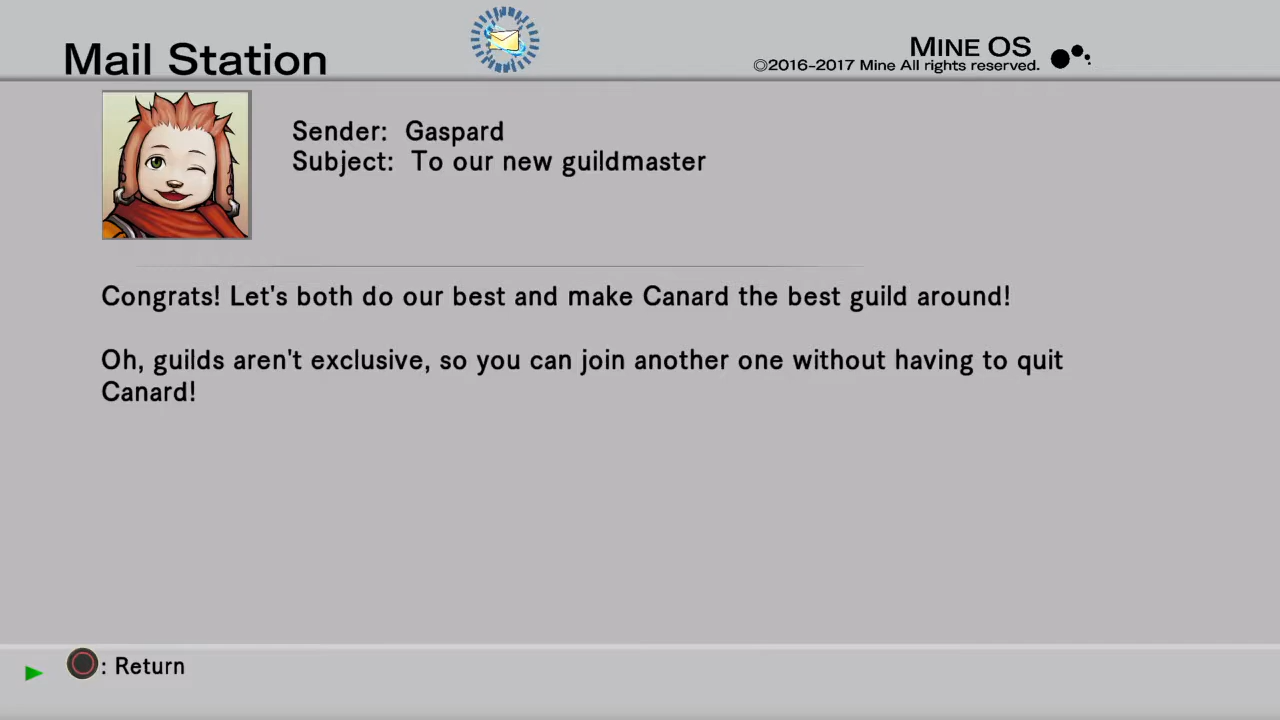 Mail Station
MINE OS
©2016-2017 Mine All rights reserved.
Sender: Gaspard
Subject: To our new guildmaster
Congrats! Let's both do our best and make Canard the best guild around!
Oh, guilds aren't exclusive, so you can join another one without having to quit
Canard!
: Return